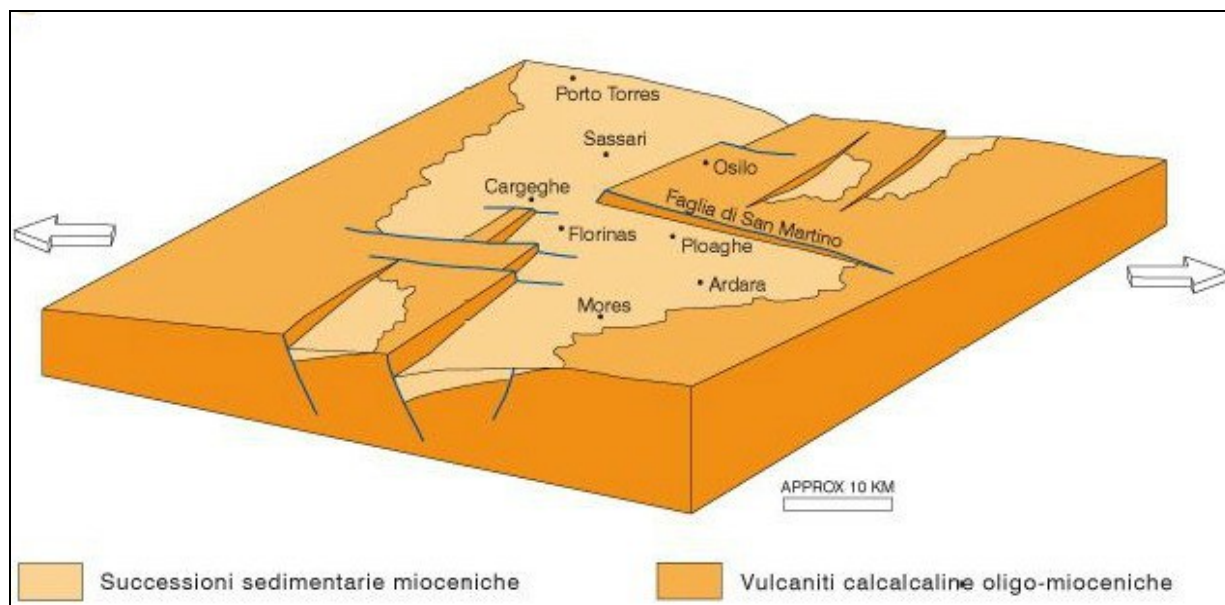 Porto Torres
Sassari
Osilo
Cargeghe
Faglia di San Martino
Florinas
Ploaghe
Ardara
Mores
APPROX 10 KM
Successioni sedimentarie mioceniche
Vulcaniti calcalcaline oligo-mioceniche